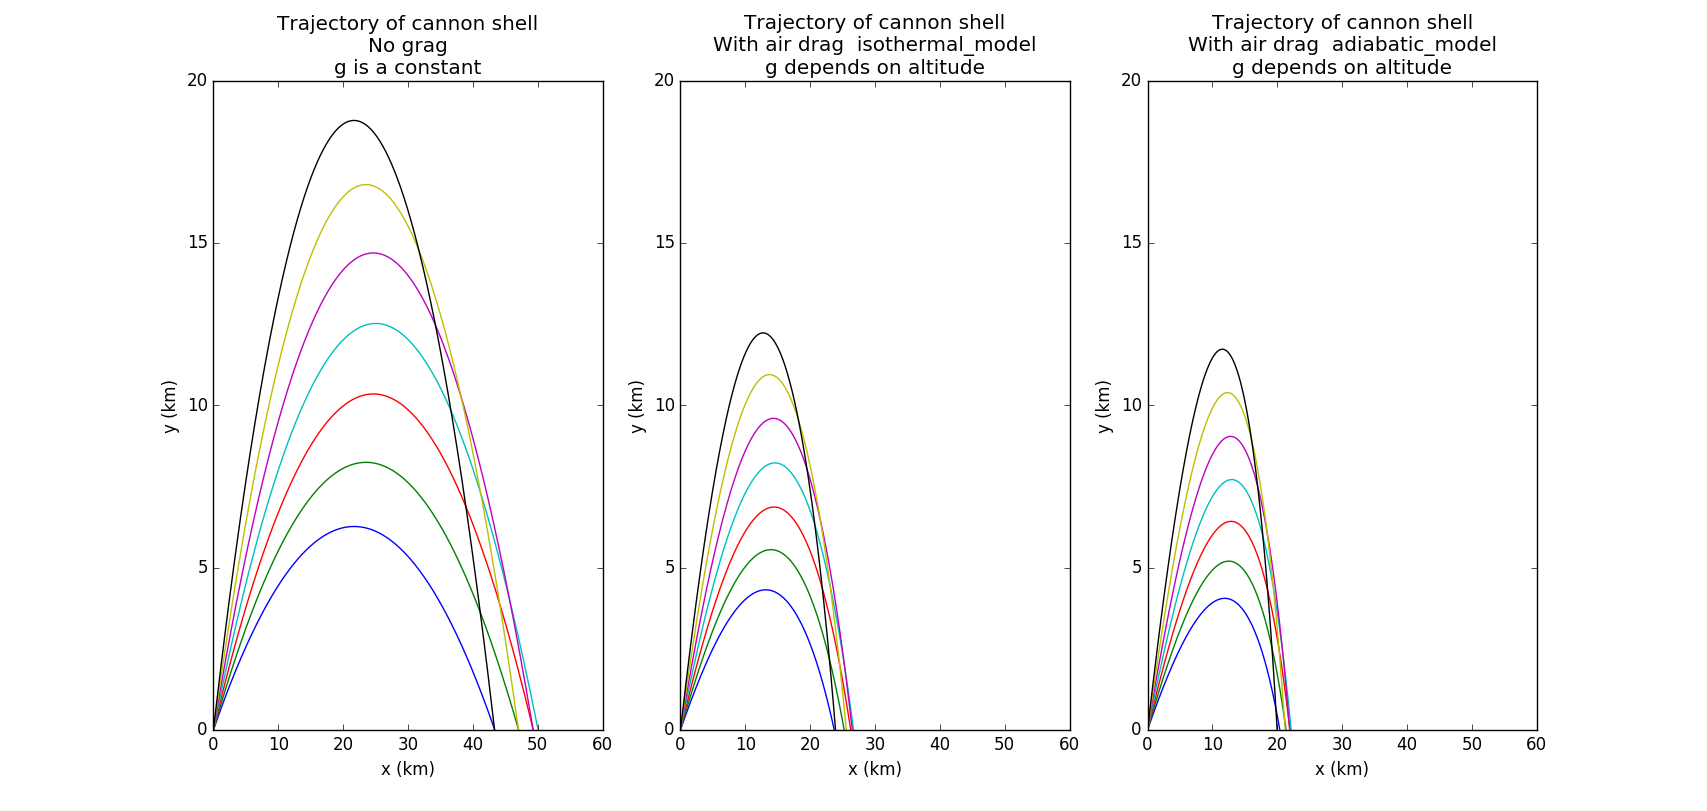 Trajectory of cannon shell
No grag
g is a constant
20
15
10
5
0
0 10 20 30 40 50 60
y (km)
x (km)
Trajectory of cannon shell
With air drag isothermal_model
g depends on altitude
20
15
10
5
0
0 10 20 30 40 50 60
y (km)
x (km)
Trajectory of cannon shell
With air drag adiabatic_model
g depends on altitude
20
15
10
5
0
0 10 20 30 40 50 60
y (km)
x (km)